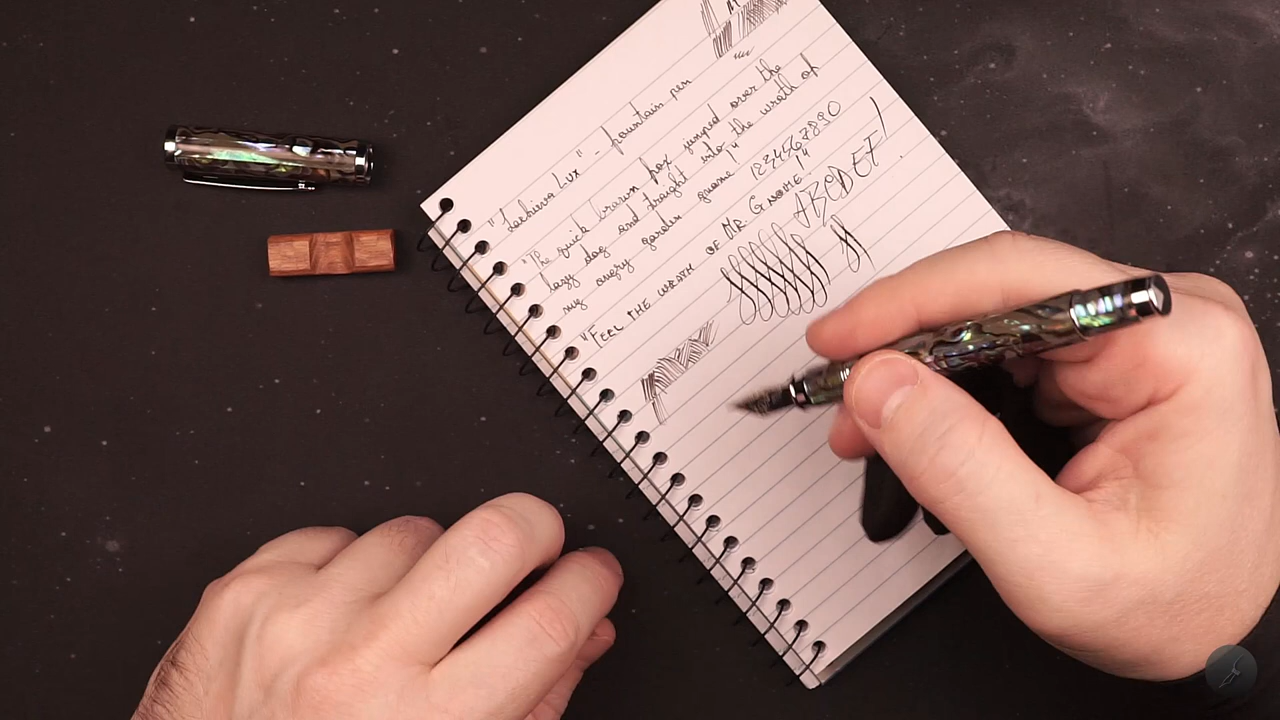 "Lachieva Lux" - fountain pen
"The quick brown fox jumped over the
lazy dog and straight into the wrath of
my angry garden gnome!" 1234567890
"FEEL THE WRATH OF MR. GNOME!"
ABCDEF